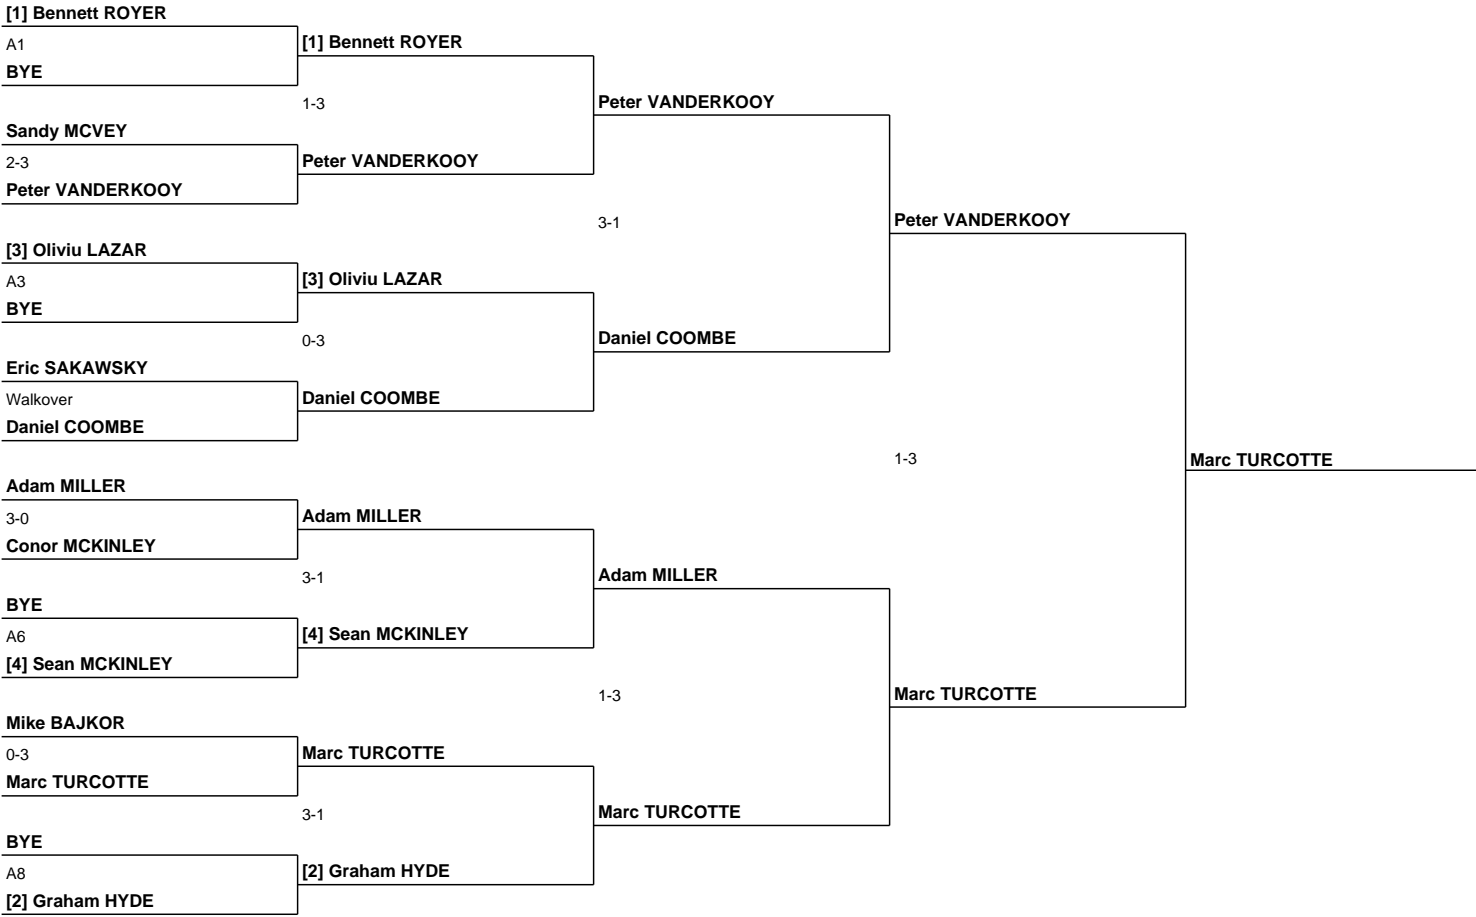 [1] Bennett ROYER
A1
BYE
Sandy MCVEY
2-3
Peter VANDERKOOY
[3] Oliviu LAZAR
A3
BYE
Eric SAKAWSKY
Walkover
Daniel COOMBE
Adam MILLER
3-0
Conor MCKINLEY
BYE
A6
[4] Sean MCKINLEY
Mike BAJKOR
0-3
Marc TURCOTTE
BYE
A8
[2] Graham HYDE
[1] Bennett ROYER
1-3
Peter VANDERKOOY
[3] Oliviu LAZAR
0-3
Daniel COOMBE
Adam MILLER
3-1
[4] Sean MCKINLEY
Marc TURCOTTE
3-1
[2] Graham HYDE
Peter VANDERKOOY
3-1
Daniel COOMBE
Adam MILLER
1-3
Marc TURCOTTE
Peter VANDERKOOY
1-3
Marc TURCOTTE
Marc TURCOTTE